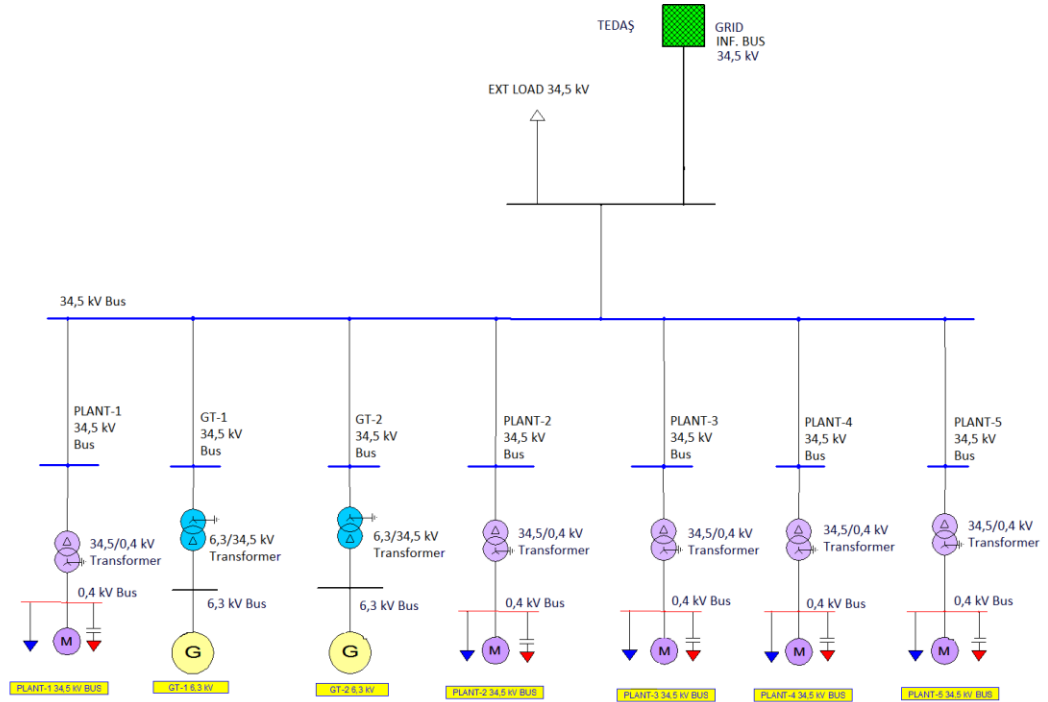 TEDAŞ
GRID
INF. BUS
34,5 kV
EXT LOAD 34,5 kV
34,5 kV Bus
PLANT-1
34,5 kV
Bus
GT-1
34,5 kV
Bus
GT-2
34,5 kV
Bus
PLANT-2
34,5 kV
Bus
PLANT-3
34,5 kV
Bus
PLANT-4
34,5 kV
Bus
PLANT-5
34,5 kV
Bus
34,5/0,4 kV
Transformer
6,3/34,5 kV
Transformer
6,3/34,5 kV
Transformer
34,5/0,4 kV
Transformer
34,5/0,4 kV
Transformer
34,5/0,4 kV
Transformer
34,5/0,4 kV
Transformer
0,4 kV Bus
6,3 kV Bus
6,3 kV Bus
0,4 kV Bus
0,4 kV Bus
0,4 kV Bus
0,4 kV Bus
M
G
G
M
M
M
M
PLANT-1 34,5 kV BUS
GT-1 6,3 kV
GT-2 6,3 kV
PLANT-2 34,5 kV BUS
PLANT-3 34,5 kV BUS
PLANT-4 34,5 kV BUS
PLANT-5 34,5 kV BUS